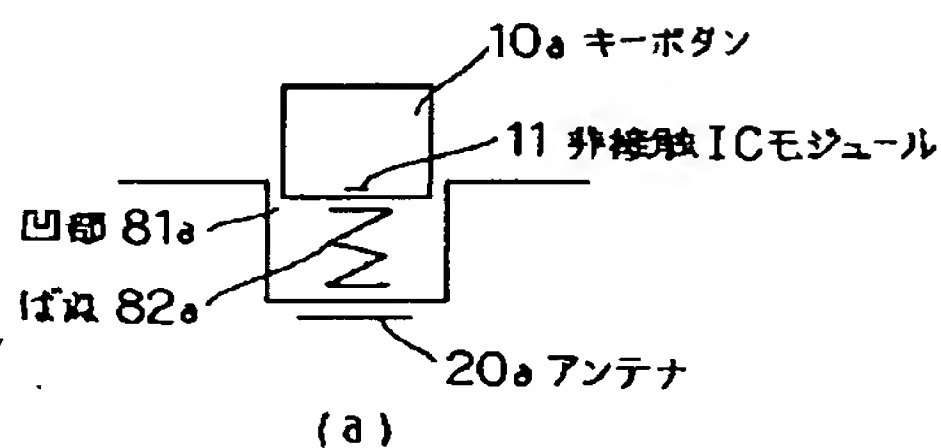 10a キーボタン
11 非接触ICモジュール
凹部 81a
ばね 82a
20a アンテナ
(a)